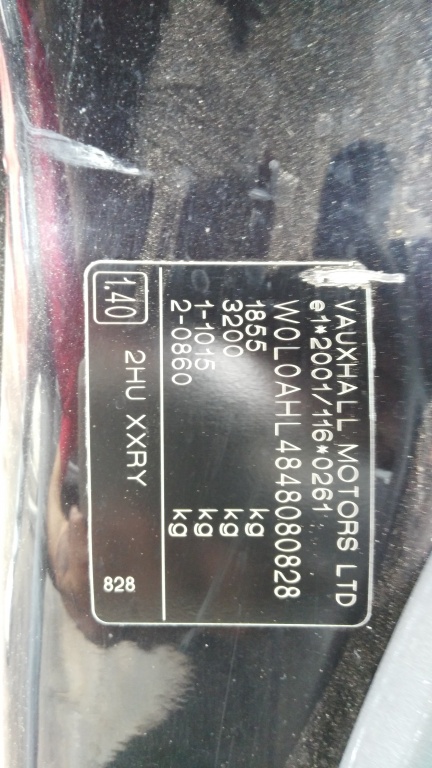 VAUXHALL MOTORS LTD
e1*2001/116*0261
W0L0AHL4848080828
1855 kg
3200 kg
1-1015 kg
2-0860 kg
2HU XXRY 828
1.40